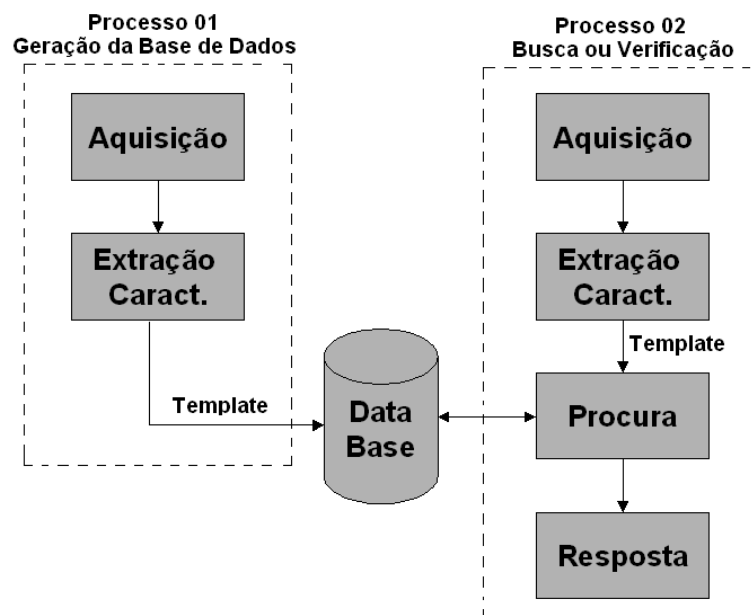 Processo 01
Geração da Base de Dados
Aquisição
Extração
Caract.
Template
Data
Base
Processo 02
Busca ou Verificação
Aquisição
Extração
Caract.
Template
Procura
Resposta